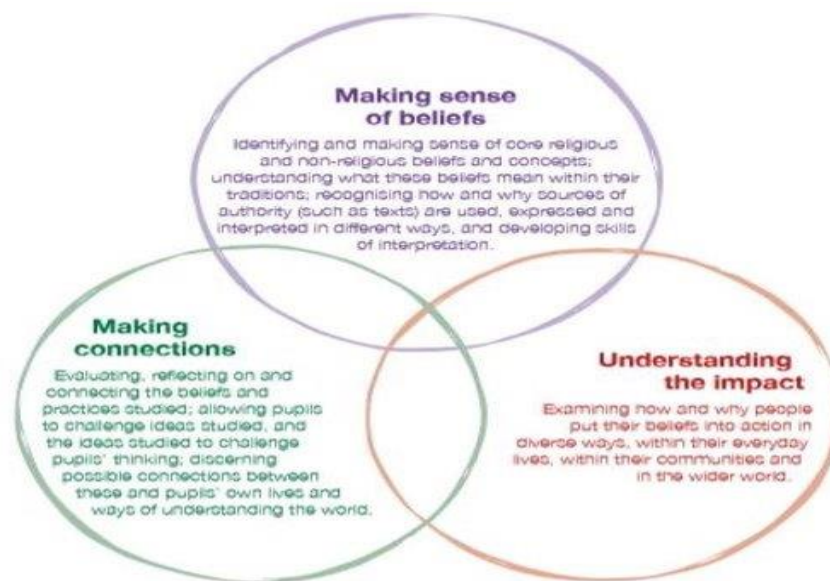 Making sense
of beliefs
Identifying and making sense of core religious
and non-religious beliefs and concepts;
understanding what these beliefs mean within their
traditions; recognising how and why sources of
authority (such as texts) are used, expressed and
interpreted in different ways, and developing skills
of interpretation.
Making
connections
Evaluating, reflecting on and
connecting the beliefs and
practices studied; allowing pupils
to challenge ideas studied, and
the ideas studied to challenge
pupils' thinking; discerning
possible connections between
these and pupils' own lives and
ways of understanding the world.
Understanding
the impact
Examining how and why people
put their beliefs into action in
diverse ways, within their everyday
lives, within their communities and
in the wider world.